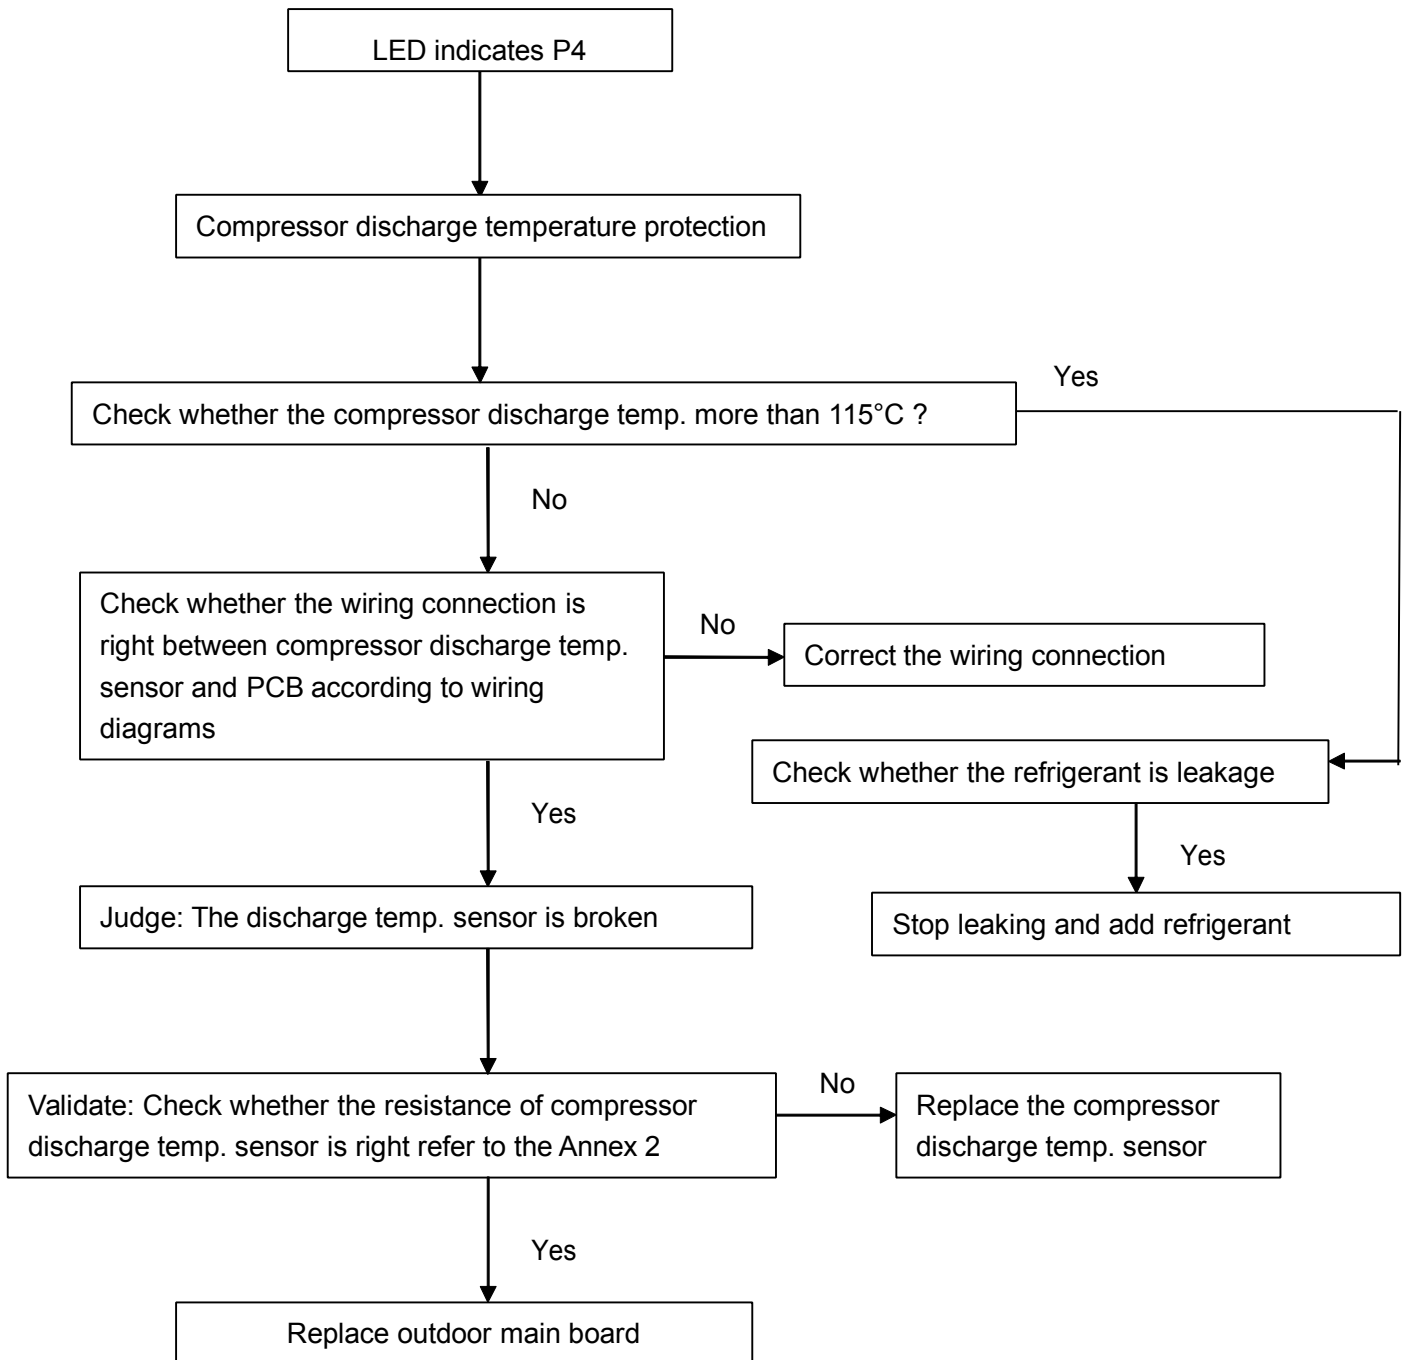 LED indicates P4
Compressor discharge temperature protection
Yes
Check whether the compressor discharge temp. more than 115°C ?
No
Check whether the wiring connection is
right between compressor discharge temp.
sensor and PCB according to wiring
diagrams
No
Correct the wiring connection
Check whether the refrigerant is leakage
Yes
Yes
Judge: The discharge temp. sensor is broken
Stop leaking and add refrigerant
Validate: Check whether the resistance of compressor
discharge temp. sensor is right refer to the Annex 2
No
Replace the compressor
discharge temp. sensor
Yes
Replace outdoor main board